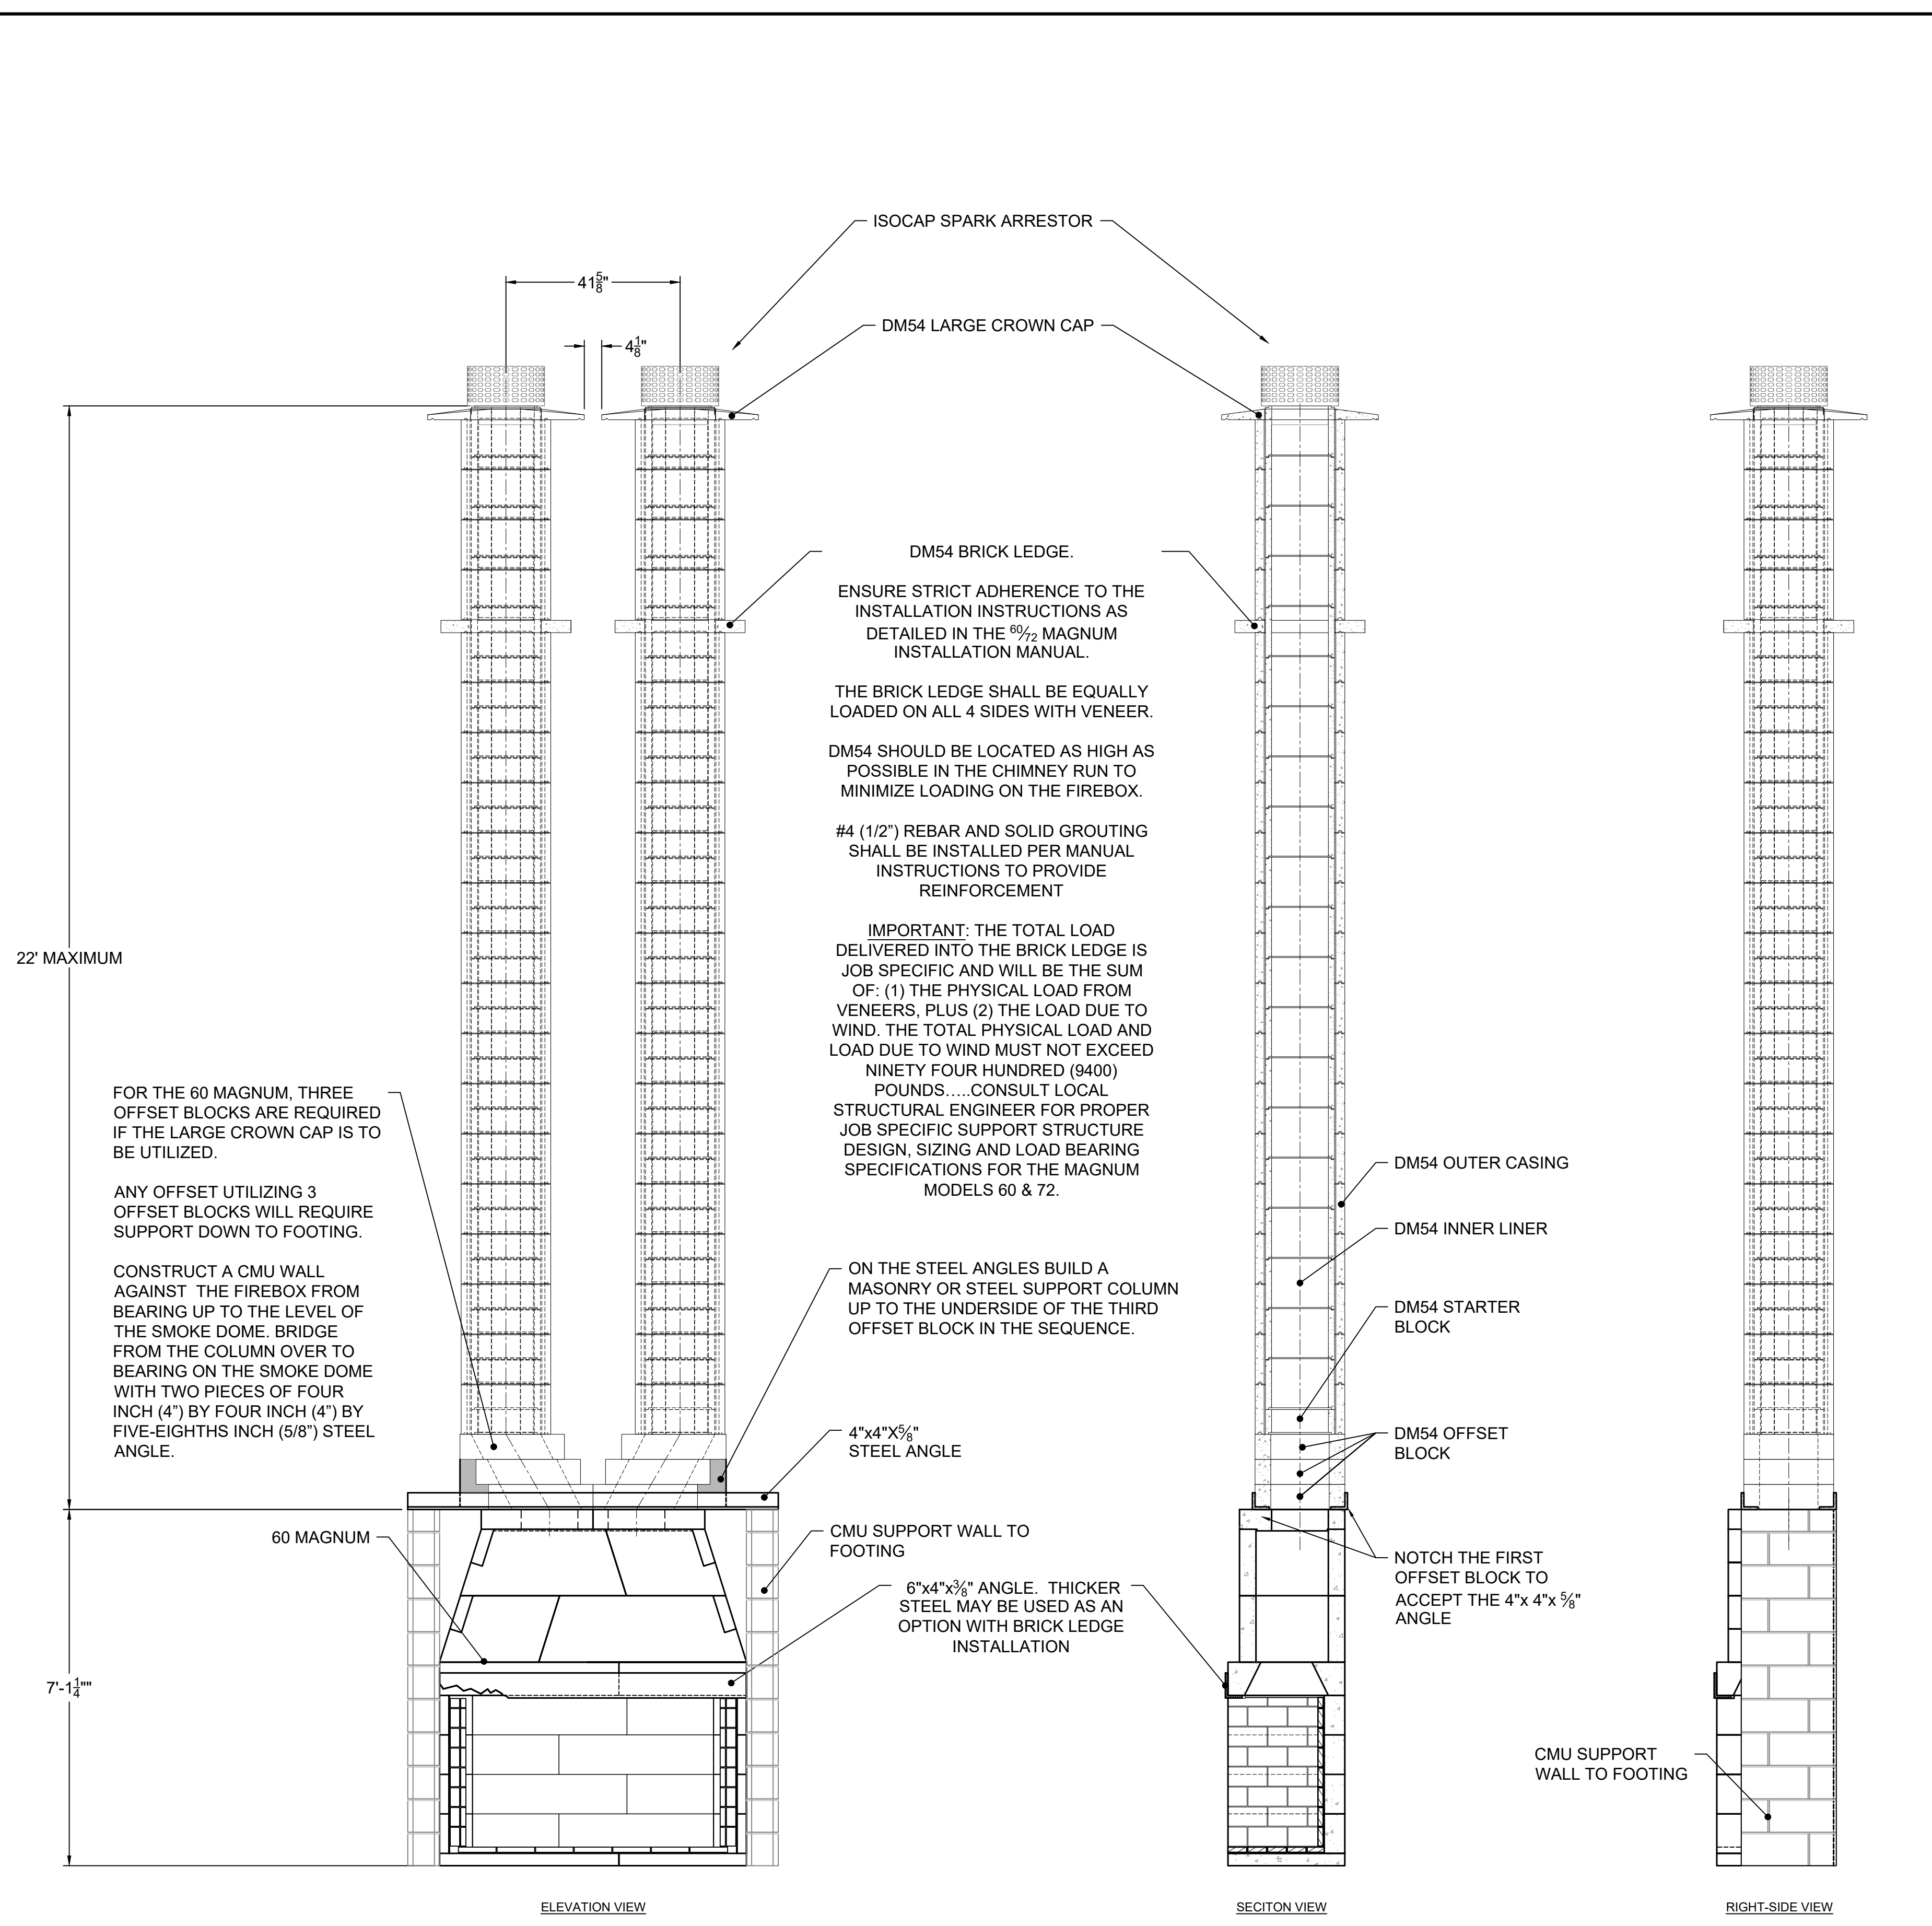 ISOCAP SPARK ARRESTOR
41 5/8"
DM54 LARGE CROWN CAP
4 1/8"
DM54 BRICK LEDGE.
ENSURE STRICT ADHERENCE TO THE
INSTALLATION INSTRUCTIONS AS
DETAILED IN THE 60/72 MAGNUM
INSTALLATION MANUAL.
THE BRICK LEDGE SHALL BE EQUALLY
LOADED ON ALL 4 SIDES WITH VENEER.
DM54 SHOULD BE LOCATED AS HIGH AS
POSSIBLE IN THE CHIMNEY RUN TO
MINIMIZE LOADING ON THE FIREBOX.
#4 (1/2”) REBAR AND SOLID GROUTING
SHALL BE INSTALLED PER MANUAL
INSTRUCTIONS TO PROVIDE
REINFORCEMENT
IMPORTANT: THE TOTAL LOAD
DELIVERED INTO THE BRICK LEDGE IS
JOB SPECIFIC AND WILL BE THE SUM
OF: (1) THE PHYSICAL LOAD FROM
VENEERS, PLUS (2) THE LOAD DUE TO
WIND. THE TOTAL PHYSICAL LOAD AND
LOAD DUE TO WIND MUST NOT EXCEED
NINETY FOUR HUNDRED (9400)
POUNDS…..CONSULT LOCAL
STRUCTURAL ENGINEER FOR PROPER
JOB SPECIFIC SUPPORT STRUCTURE
DESIGN, SIZING AND LOAD BEARING
SPECIFICATIONS FOR THE MAGNUM
MODELS 60 & 72.
22' MAXIMUM
FOR THE 60 MAGNUM, THREE
OFFSET BLOCKS ARE REQUIRED
IF THE LARGE CROWN CAP IS TO
BE UTILIZED.
ANY OFFSET UTILIZING 3
OFFSET BLOCKS WILL REQUIRE
SUPPORT DOWN TO FOOTING.
CONSTRUCT A CMU WALL
AGAINST THE FIREBOX FROM
BEARING UP TO THE LEVEL OF
THE SMOKE DOME. BRIDGE
FROM THE COLUMN OVER TO
BEARING ON THE SMOKE DOME
WITH TWO PIECES OF FOUR
INCH (4”) BY FOUR INCH (4”) BY
FIVE-EIGHTHS INCH (5/8”) STEEL
ANGLE.
ON THE STEEL ANGLES BUILD A
MASONRY OR STEEL SUPPORT COLUMN
UP TO THE UNDERSIDE OF THE THIRD
OFFSET BLOCK IN THE SEQUENCE.
4"x4"X5/8"
STEEL ANGLE
60 MAGNUM
CMU SUPPORT WALL TO
FOOTING
6"x4"x3/8" ANGLE. THICKER
STEEL MAY BE USED AS AN
OPTION WITH BRICK LEDGE
INSTALLATION
7'-1 1/4""
DM54 OUTER CASING
DM54 INNER LINER
DM54 STARTER
BLOCK
DM54 OFFSET
BLOCK
NOTCH THE FIRST
OFFSET BLOCK TO
ACCEPT THE 4"x 4"x 5/8"
ANGLE
CMU SUPPORT
WALL TO FOOTING
ELEVATION VIEW
SECITON VIEW
RIGHT-SIDE VIEW